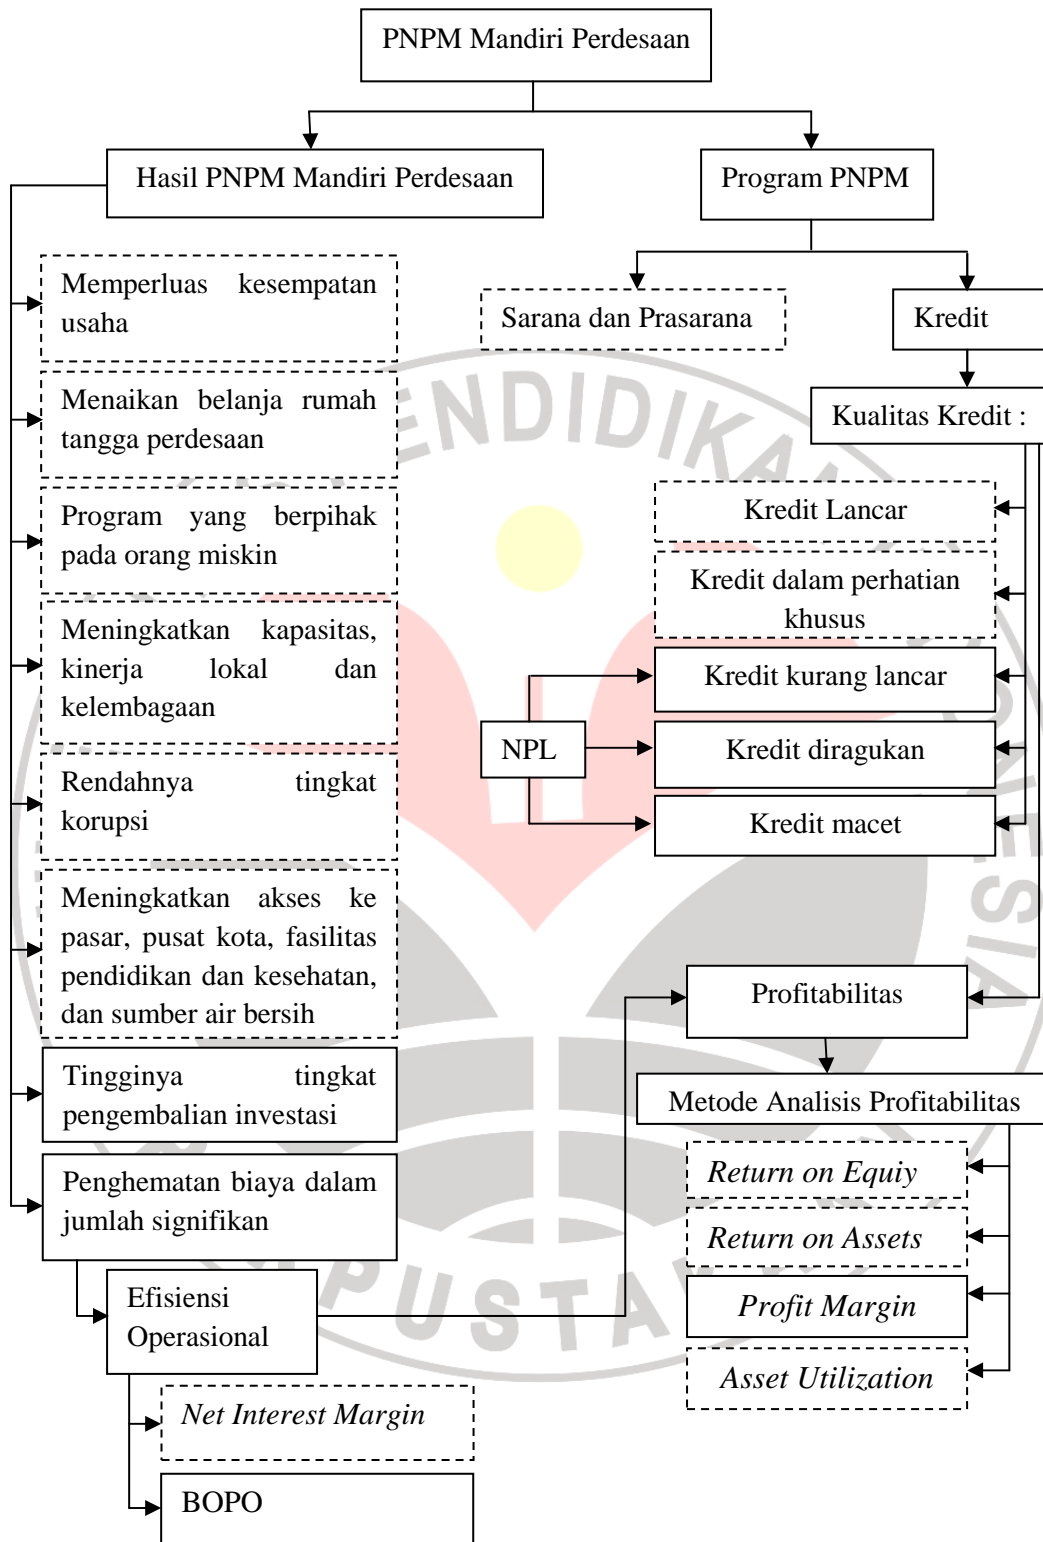 PNPM Mandiri Perdesaan
Hasil PNPM Mandiri Perdesaan
Program PNPM
Memperluas kesempatan
usaha
Menaikan belanja rumah
tangga perdesaan
Program yang berpihak
pada orang miskin
Meningkatkan kapasitas,
kinerja lokal dan
kelembagaan
Rendahnya tingkat
korupsi
Meningkatkan akses ke
pasar, pusat kota, fasilitas
pendidikan dan kesehatan,
dan sumber air bersih
Tingginya tingkat
pengembalian investasi
Penghematan biaya dalam
jumlah signifikan
Efisiensi
Operasional
Net Interest Margin
BOPO
Sarana dan Prasarana
Kredit
Kualitas Kredit :
Kredit Lancar
Kredit dalam perhatian
khusus
Kredit kurang lancar
NPL
Kredit diragukan
Kredit macet
Profitabilitas
Metode Analisis Profitabilitas
Return on Equiy
Return on Assets
Profit Margin
Asset Utilization